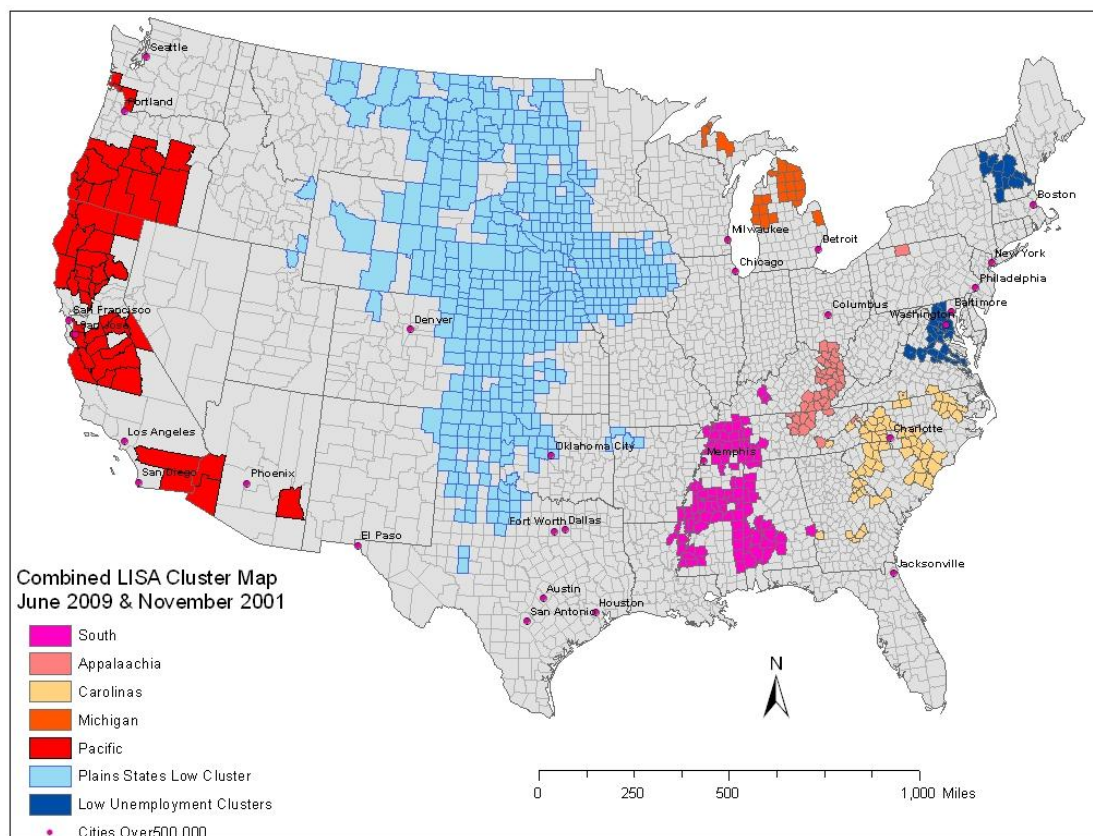 Seattle
Portland
San Francisco
Los Angeles
San Diego
Phoenix
El Paso
Denver
Oklahoma City
Fort Worth
Dallas
Austin
San Antonio
Houston
Milwaukee
Chicago
Detroit
Columbus
Memphis
Charlotte
Jacksonville
Boston
New York
Philadelphia
Baltimore
Washington
Combined LISA Cluster Map
June 2009 & November 2001
South
Appalaachia
Carolinas
Michigan
Pacific
Plains States Low Cluster
Low Unemployment Clusters
Cities Over500,000
N
0 250 500 1,000 Miles